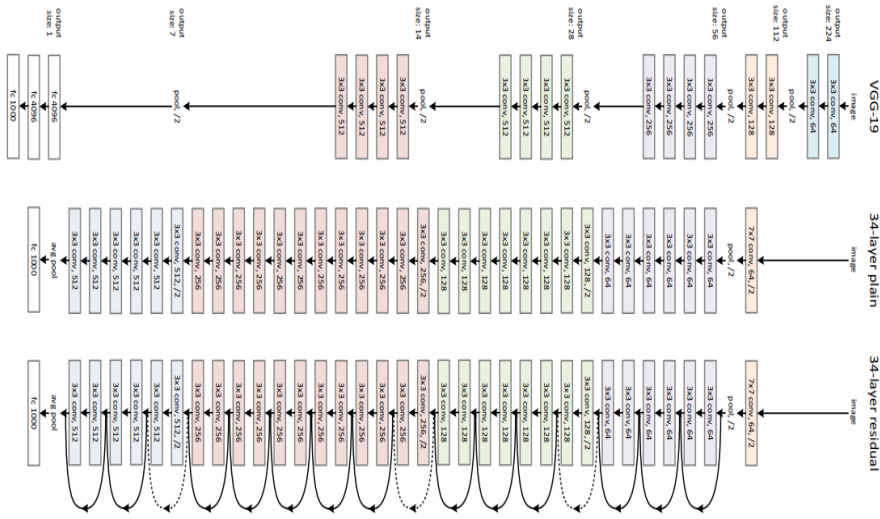 VGG-19
output
size: 224
image
3x3 conv, 64
3x3 conv, 64
output
size: 112
pool, /2
3x3 conv, 128
3x3 conv, 128
output
size: 56
pool, /2
3x3 conv, 256
3x3 conv, 256
3x3 conv, 256
3x3 conv, 256
output
size: 28
pool, /2
3x3 conv, 512
3x3 conv, 512
3x3 conv, 512
3x3 conv, 512
output
size: 14
pool, /2
3x3 conv, 512
3x3 conv, 512
3x3 conv, 512
3x3 conv, 512
output
size: 7
pool, /2
output
size: 1
fc 4096
fc 4096
fc 1000
34-layer plain
image
7x7 conv, 64, /2
pool, /2
3x3 conv, 64
3x3 conv, 64
3x3 conv, 64
3x3 conv, 64
3x3 conv, 64
3x3 conv, 64
3x3 conv, 128, /2
3x3 conv, 128
3x3 conv, 128
3x3 conv, 128
3x3 conv, 128
3x3 conv, 128
3x3 conv, 128
3x3 conv, 128
3x3 conv, 256, /2
3x3 conv, 256
3x3 conv, 256
3x3 conv, 256
3x3 conv, 256
3x3 conv, 256
3x3 conv, 256
3x3 conv, 256
3x3 conv, 256
3x3 conv, 256
3x3 conv, 256
3x3 conv, 256
3x3 conv, 512, /2
3x3 conv, 512
3x3 conv, 512
3x3 conv, 512
3x3 conv, 512
3x3 conv, 512
avg pool
fc 1000
34-layer residual
image
7x7 conv, 64, /2
pool, /2
3x3 conv, 64
3x3 conv, 64
3x3 conv, 64
3x3 conv, 64
3x3 conv, 64
3x3 conv, 64
3x3 conv, 128, /2
3x3 conv, 128
3x3 conv, 128
3x3 conv, 128
3x3 conv, 128
3x3 conv, 128
3x3 conv, 128
3x3 conv, 128
3x3 conv, 256, /2
3x3 conv, 256
3x3 conv, 256
3x3 conv, 256
3x3 conv, 256
3x3 conv, 256
3x3 conv, 256
3x3 conv, 256
3x3 conv, 256
3x3 conv, 256
3x3 conv, 256
3x3 conv, 256
3x3 conv, 512, /2
3x3 conv, 512
3x3 conv, 512
3x3 conv, 512
3x3 conv, 512
3x3 conv, 512
avg pool
fc 1000